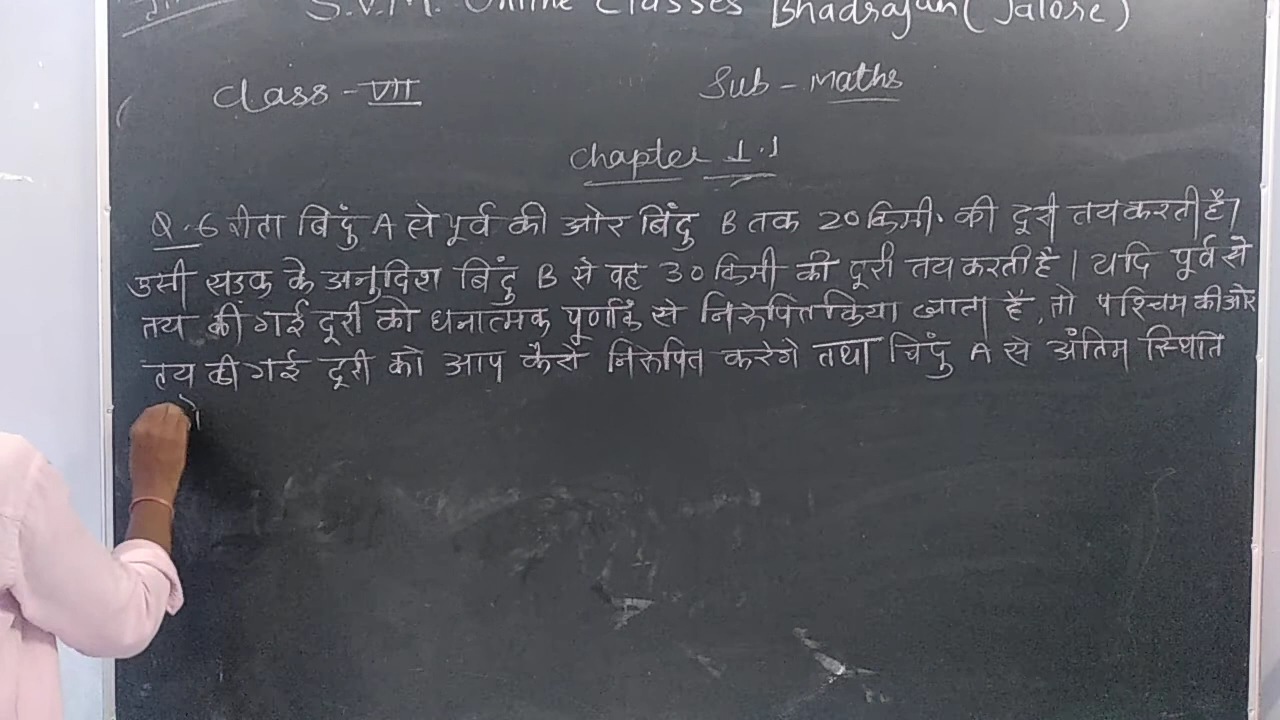 S.V.M. Online Classes Bhadrajun (Jalore)
Class - VII
Sub - Maths
Chapter 1.1
Q.6 रीता बिंदु A से पूर्व की ओर बिंदु B तक 20 किमी. की दूरी तय करती है।
उसी सड़क के अनुदिश बिंदु B से वह 30 किमी की दूरी तय करती है। यदि पूर्व से
तय की गई दूरी को धनात्मक पूर्णांक से निरुपित किया जाता है, तो पश्चिम की ओर
तय की गई दूरी को आप कैसे निरुपित करेगे तथा बिंदु A से अंतिम स्थिति